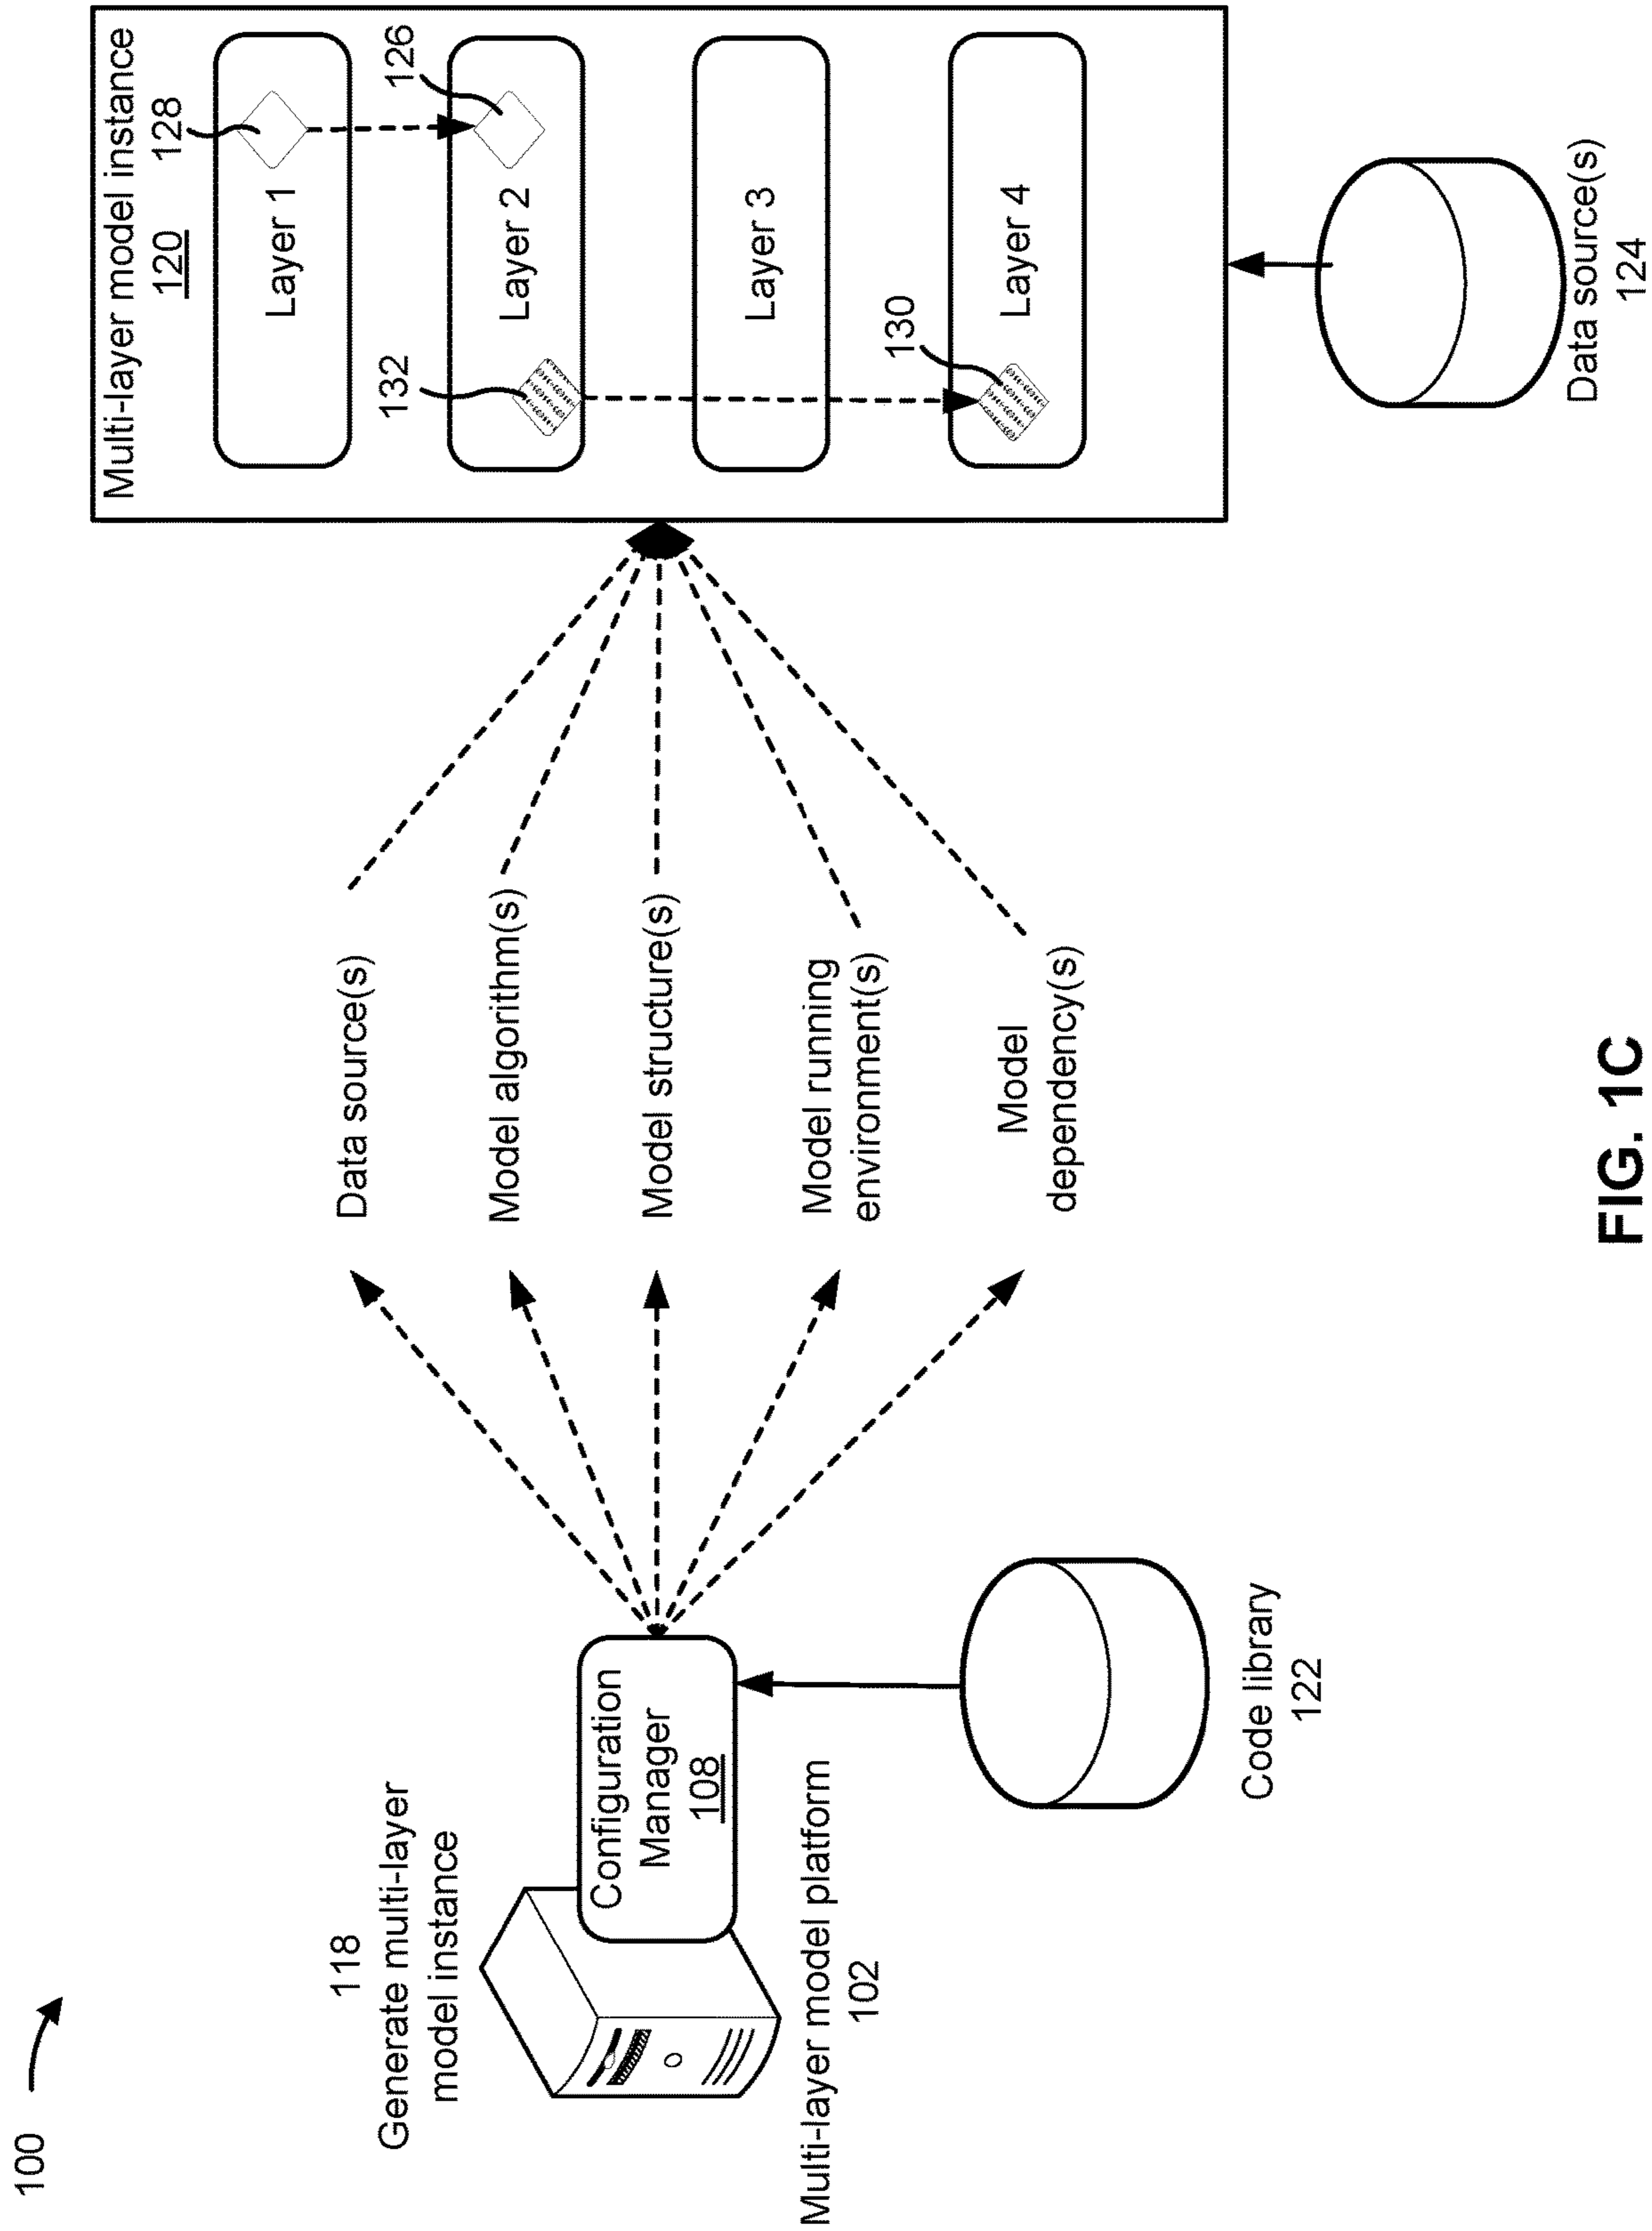 100
118
Generate multi-layer
model instance
Configuration
Manager
108
Multi-layer model platform
102
Code library
122
Data source(s)
Model algorithm(s)
Model structure(s)
Model running
environment(s)
Model
dependency(s)
Multi-layer model instance
120
128
Layer 1
126
132
Layer 2
Layer 3
130
Layer 4
Data source(s)
124
FIG. 1C